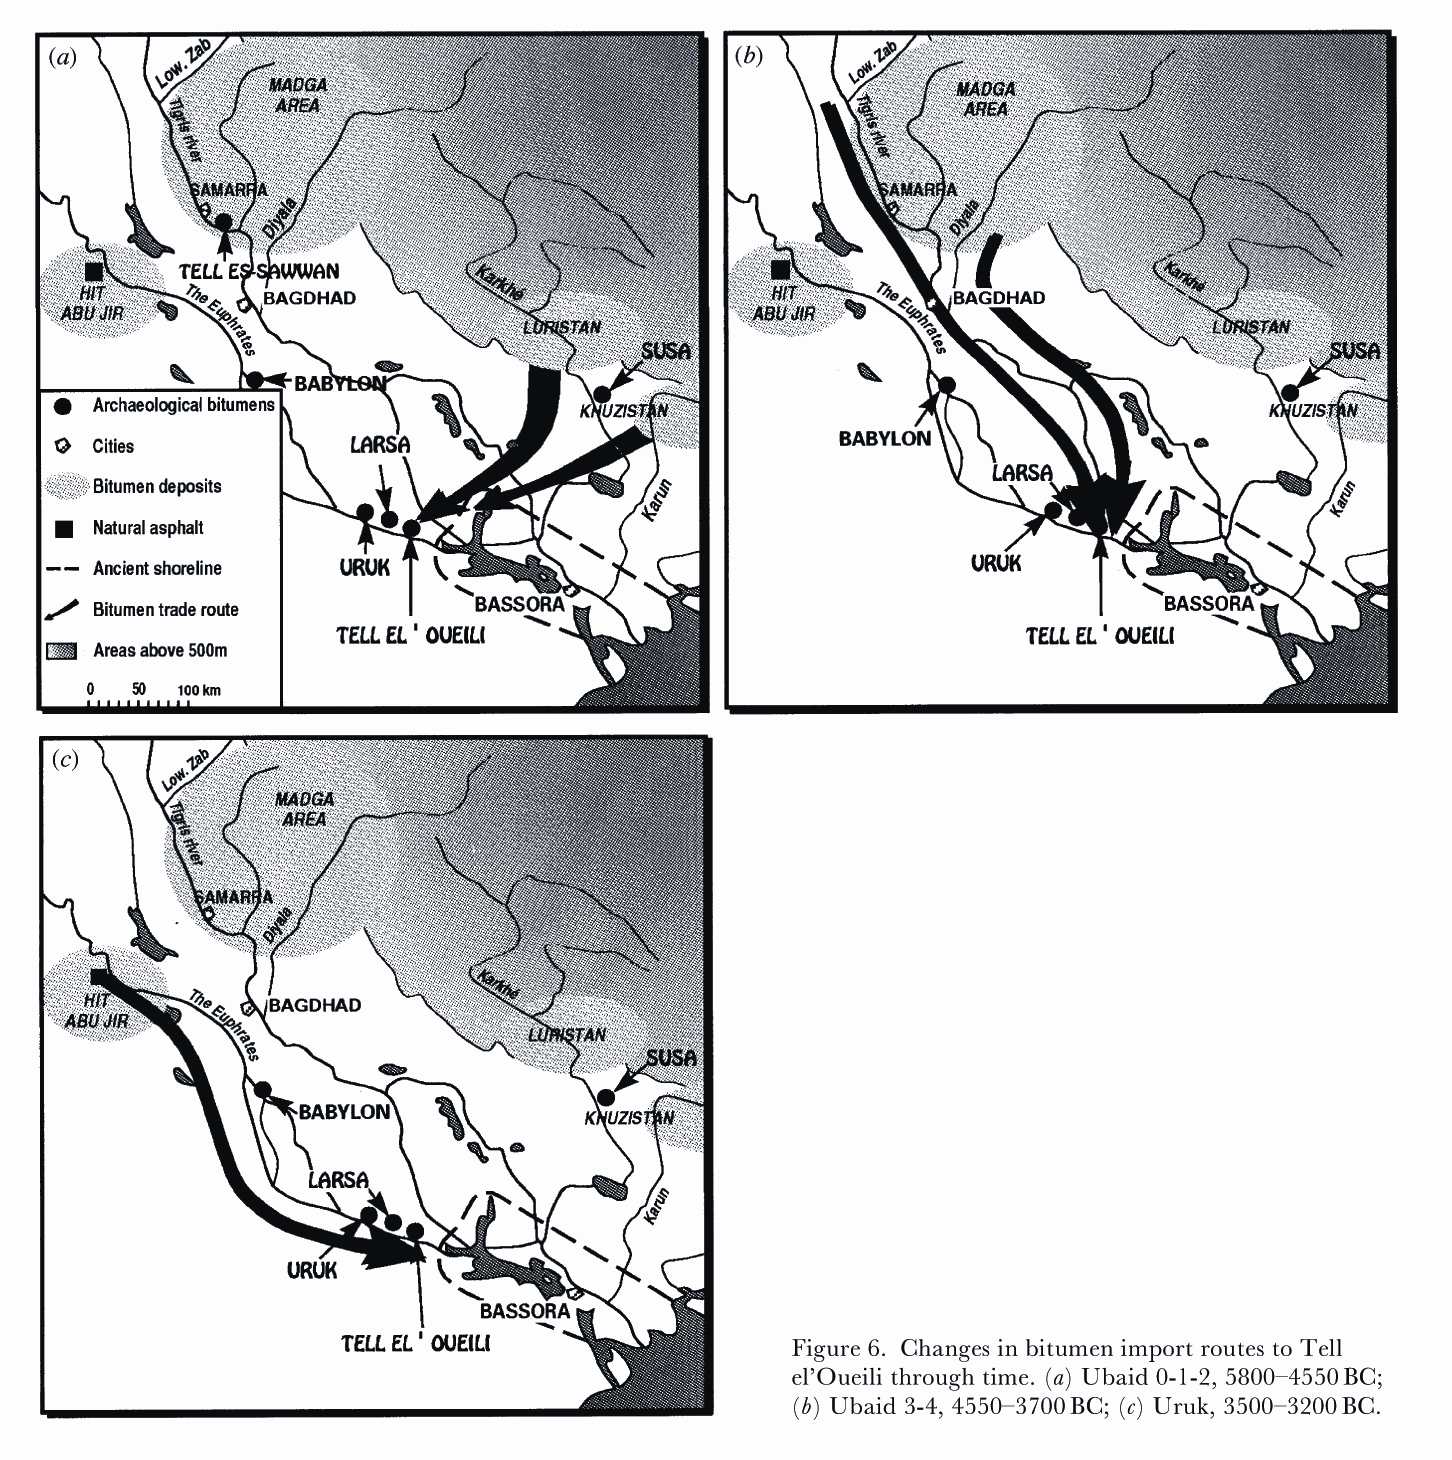 (a)
Low. Zab
MADGA
AREA
Tigris river
SAMARRA
Diyala
TELL ES-SAWWAN
HIT
ABU JIR
The Euphrates
BAGDHAD
Karkhé
LURISTAN
SUSA
BABYLON
KHUZISTAN
LARSA
Karun
URUK
BASSORA
TELL EL ' OUEILI
Archaeological bitumens
Cities
Bitumen deposits
Natural asphalt
Ancient shoreline
Bitumen trade route
Areas above 500m
0 50 100 km
(b)
Low. Zab
MADGA
AREA
Tigris river
SAMARRA
Diyala
HIT
ABU JIR
The Euphrates
BAGDHAD
Karkhé
LURISTAN
SUSA
KHUZISTAN
BABYLON
LARSA
Karun
URUK
BASSORA
TELL EL ' OUEILI
(c)
Low. Zab
MADGA
AREA
Tigris river
SAMARRA
Diyala
HIT
ABU JIR
The Euphrates
BAGDHAD
Karkhé
LURISTAN
SUSA
BABYLON
KHUZISTAN
LARSA
Karun
URUK
BASSORA
TELL EL ' OUEILI
Figure 6. Changes in bitumen import routes to Tell
el'Oueili through time. (a) Ubaid 0-1-2, 5800–4550 BC;
(b) Ubaid 3-4, 4550–3700 BC; (c) Uruk, 3500–3200 BC.